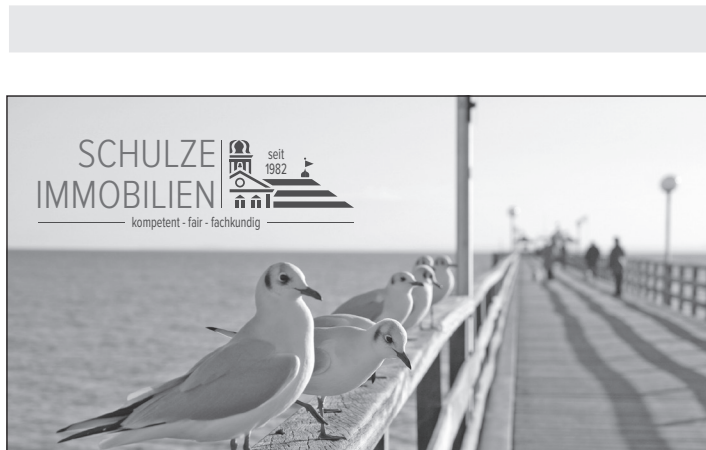 SCHULZE
IMMOBILIEN
seit
1982
kompetent - fair - fachkundig